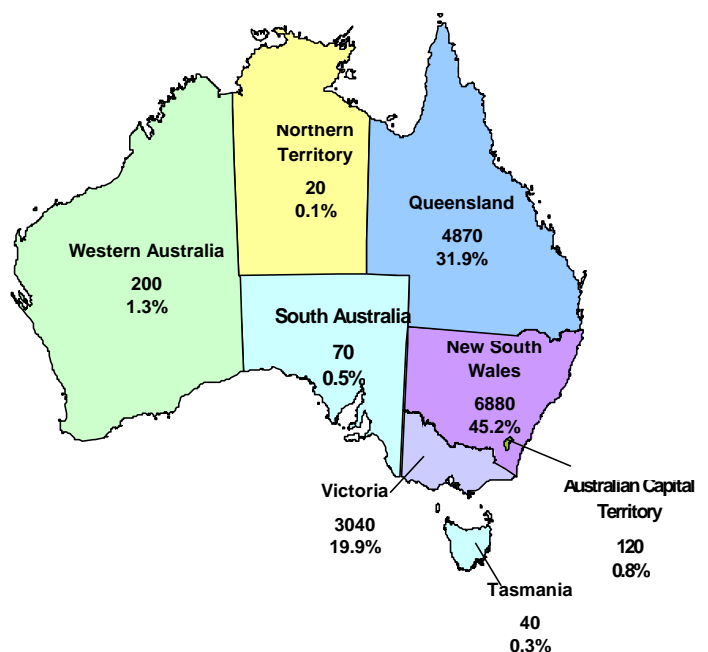 Northern
Territory
20
0.1%
Queensland
4870
31.9%
Western Australia
200
1.3%
South Australia
70
0.5%
New South
Wales
6880
45.2%
Victoria
3040
19.9%
Australian Capital
Territory
120
0.8%
Tasmania
40
0.3%